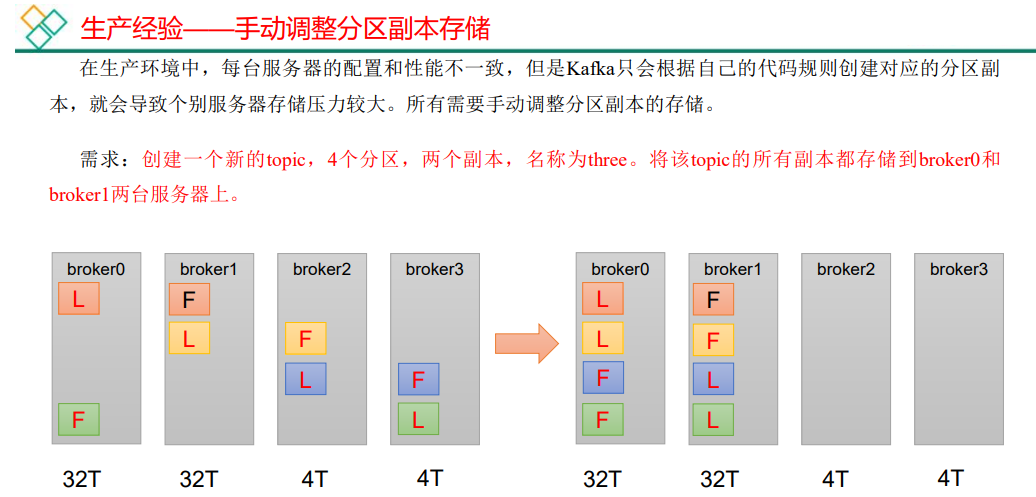 生产经验——手动调整分区副本存储
在生产环境中，每台服务器的配置和性能不一致，但是Kafka只会根据自己的代码规则创建对应的分区副
本，就会导致个别服务器存储压力较大。所有需要手动调整分区副本的存储。
需求：创建一个新的topic，4个分区，两个副本，名称为three。将该topic的所有副本都存储到broker0和
broker1两台服务器上。
broker0 broker1 broker2 broker3 broker0 broker1 broker2 broker3
L F L F
L F L F
L F F L
F L F L
32T 32T 4T 4T 32T 32T 4T 4T